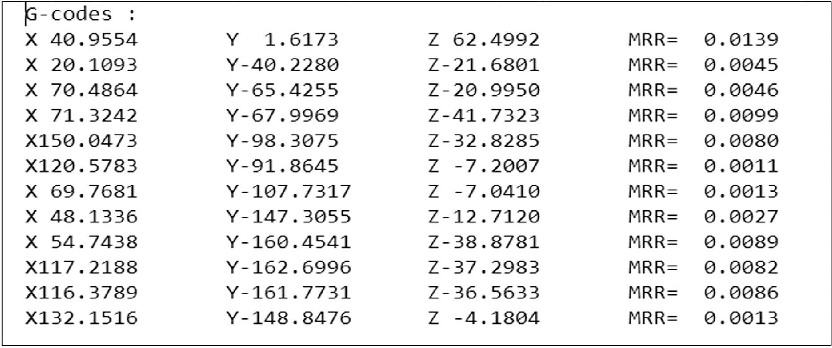 G-codes :
X 40.9554 Y 1.6173 Z 62.4992 MRR= 0.0139
X 20.1093 Y-40.2280 Z-21.6801 MRR= 0.0045
X 70.4864 Y-65.4255 Z-20.9950 MRR= 0.0046
X 71.3242 Y-67.9969 Z-41.7323 MRR= 0.0099
X150.0473 Y-98.3075 Z-32.8285 MRR= 0.0080
X120.5783 Y-91.8645 Z -7.2007 MRR= 0.0011
X 69.7681 Y-107.7317 Z -7.0410 MRR= 0.0013
X 48.1336 Y-147.3055 Z-12.7120 MRR= 0.0027
X 54.7438 Y-160.4541 Z-38.8781 MRR= 0.0089
X117.2188 Y-162.6996 Z-37.2983 MRR= 0.0082
X116.3789 Y-161.7731 Z-36.5633 MRR= 0.0086
X132.1516 Y-148.8476 Z -4.1804 MRR= 0.0013